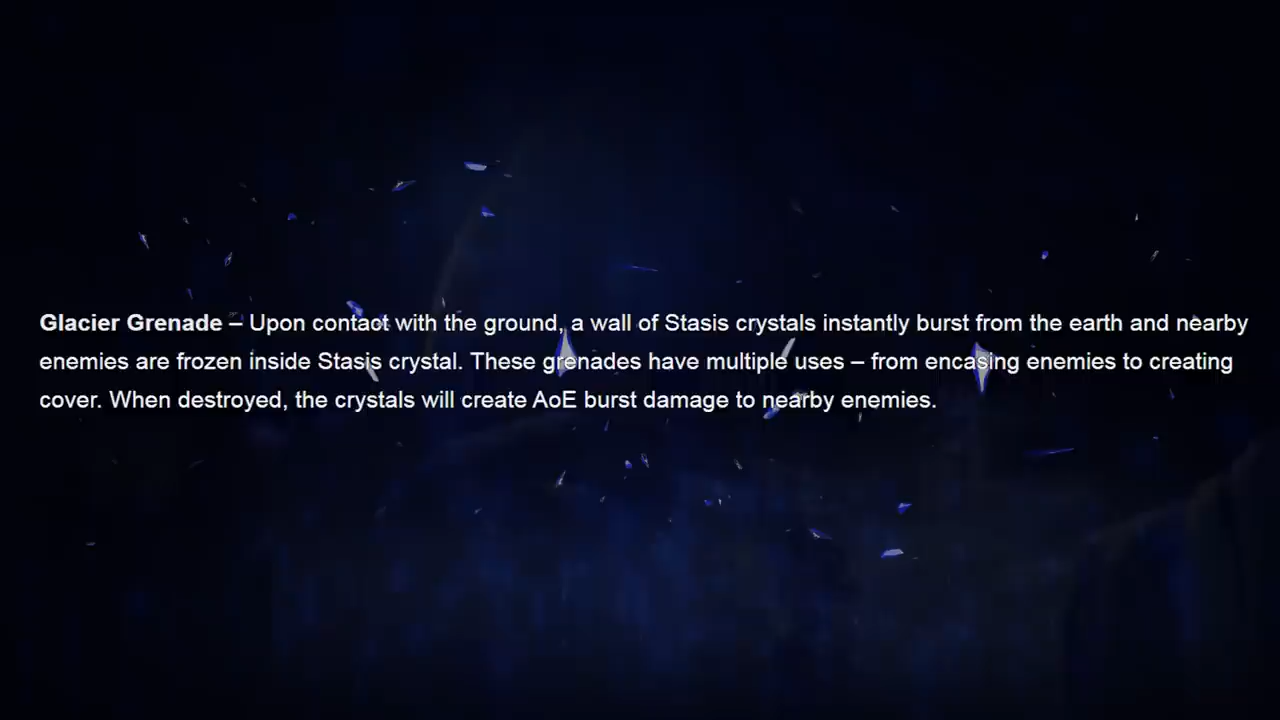 Glacier Grenade – Upon contact with the ground, a wall of Stasis crystals instantly burst from the earth and nearby
enemies are frozen inside Stasis crystal. These grenades have multiple uses – from encasing enemies to creating
cover. When destroyed, the crystals will create AoE burst damage to nearby enemies.